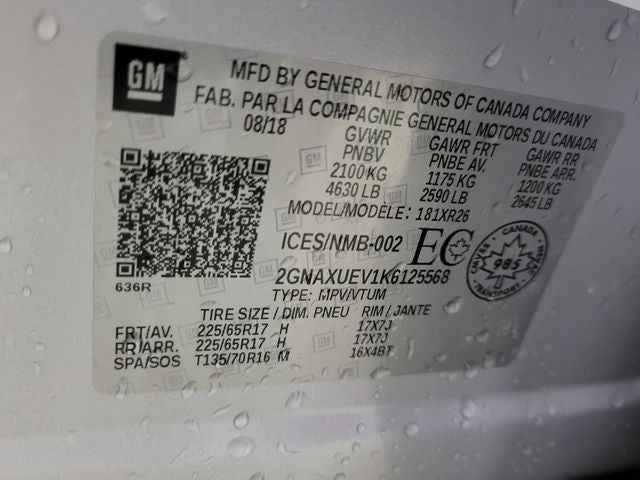 GM
MFD BY GENERAL MOTORS OF CANADA COMPANY
FAB. PAR LA COMPAGNIE GENERAL MOTORS DU CANADA
08/18 GVWR GAWR FRT GAWR RR
PNBV PNBE AV. PNBE ARR.
2100 KG 1175 KG 1200 KG
4630 LB 2590 LB 2645 LB
MODEL/MODÈLE: 181XR26
ICES/NMB-002 EC
CANADA
985
TRANSPORT
2GNAXUEV1K6125568
636R
TYPE: MPV/VTUM
TIRE SIZE / DIM. PNEU RIM / JANTE
FRT/AV. 225/65R17 H 17X7J
RR/ARR. 225/65R17 H 17X7J
SPA/SOS T135/70R16 M 16X4BT